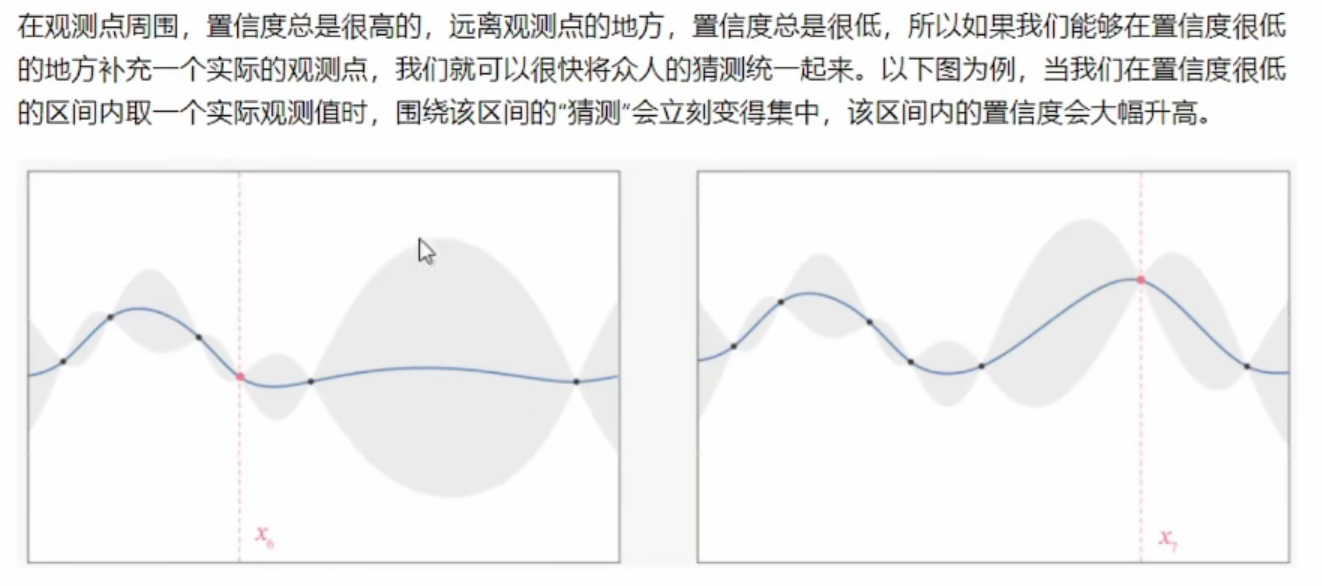 在观测点周围，置信度总是很高的，远离观测点的地方，置信度总是很低，所以如果我们能够在置信度很低
的地方补充一个实际的观测点，我们就可以很快将众人的猜测统一起来。以下图为例，当我们在置信度很低
的区间内取一个实际观测值时，围绕该区间的“猜测”会立刻变得集中，该区间内的置信度会大幅升高。
x₆
x₇